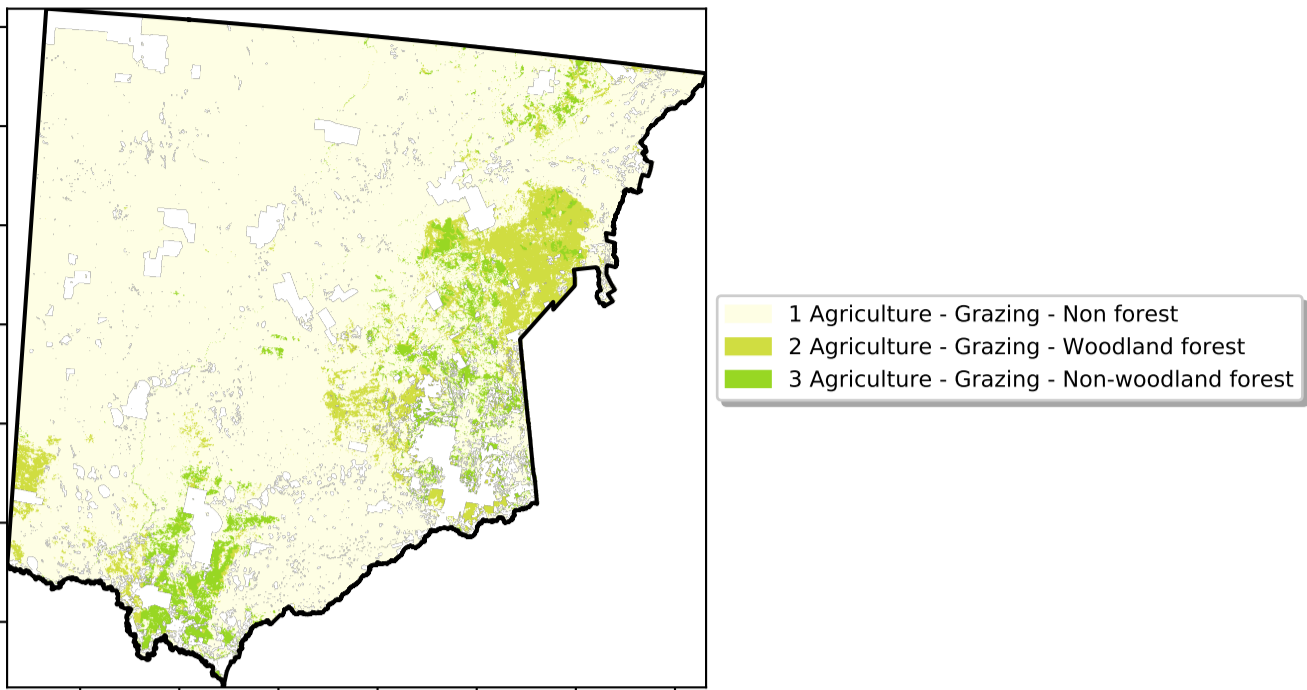 1 Agriculture - Grazing - Non forest
2 Agriculture - Grazing - Woodland forest
3 Agriculture - Grazing - Non-woodland forest